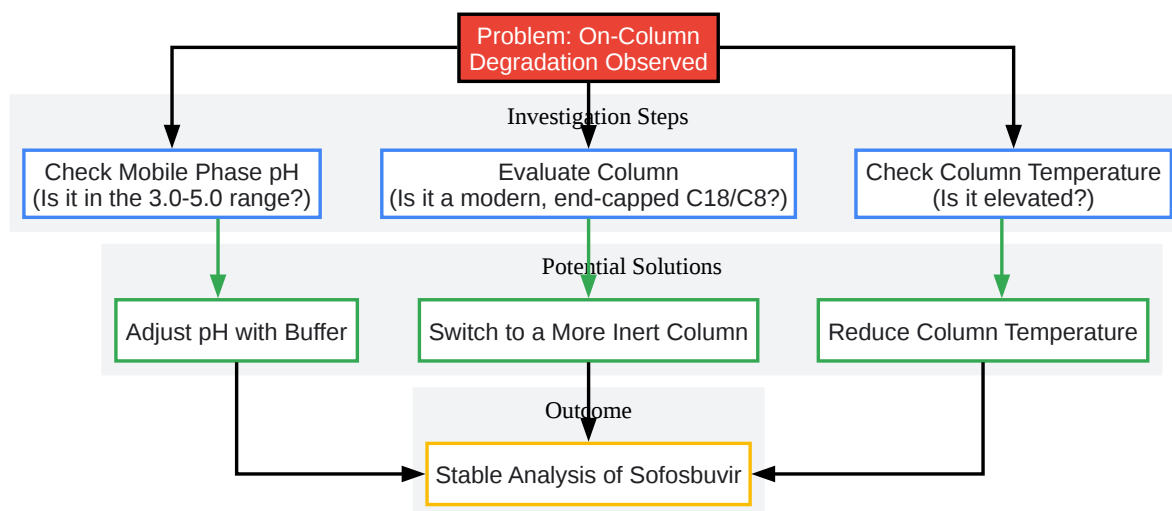 Problem: On-Column
Degradation Observed
Investigation Steps
Check Mobile Phase pH
(Is it in the 3.0-5.0 range?)
Evaluate Column
(Is it a modern, end-capped C18/C8?)
Check Column Temperature
(Is it elevated?)
Potential Solutions
Adjust pH with Buffer
Switch to a More Inert Column
Reduce Column Temperature
Outcome
Stable Analysis of Sofosbuvir